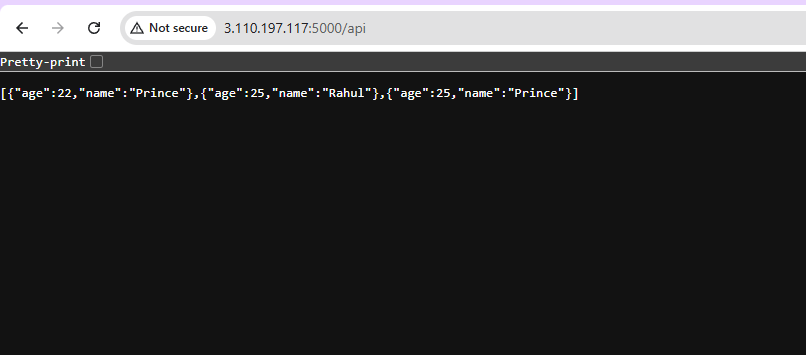 Not secure 3.110.197.117:5000/api
Pretty-print
[{"age":22,"name":"Prince"},{"age":25,"name":"Rahul"},{"age":25,"name":"Prince"}]